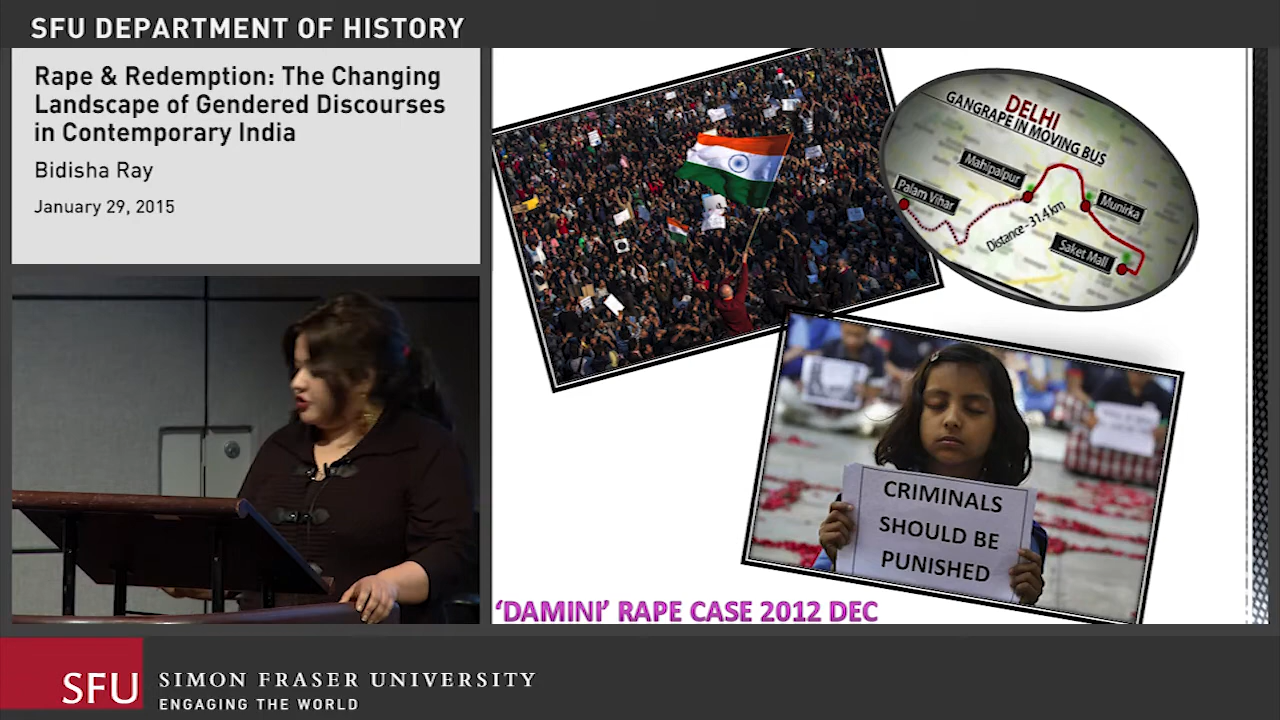 SFU DEPARTMENT OF HISTORY
Rape & Redemption: The Changing
Landscape of Gendered Discourses
in Contemporary India
Bidisha Ray
January 29, 2015
DELHI
GANGRAPE IN MOVING BUS
Mahipalpur
Palam Vihar
Munirka
Distance - 31.4 km
Saket Mall
CRIMINALS
SHOULD BE
PUNISHED
‘DAMINI’ RAPE CASE 2012 DEC
SFU
SIMON FRASER UNIVERSITY
ENGAGING THE WORLD